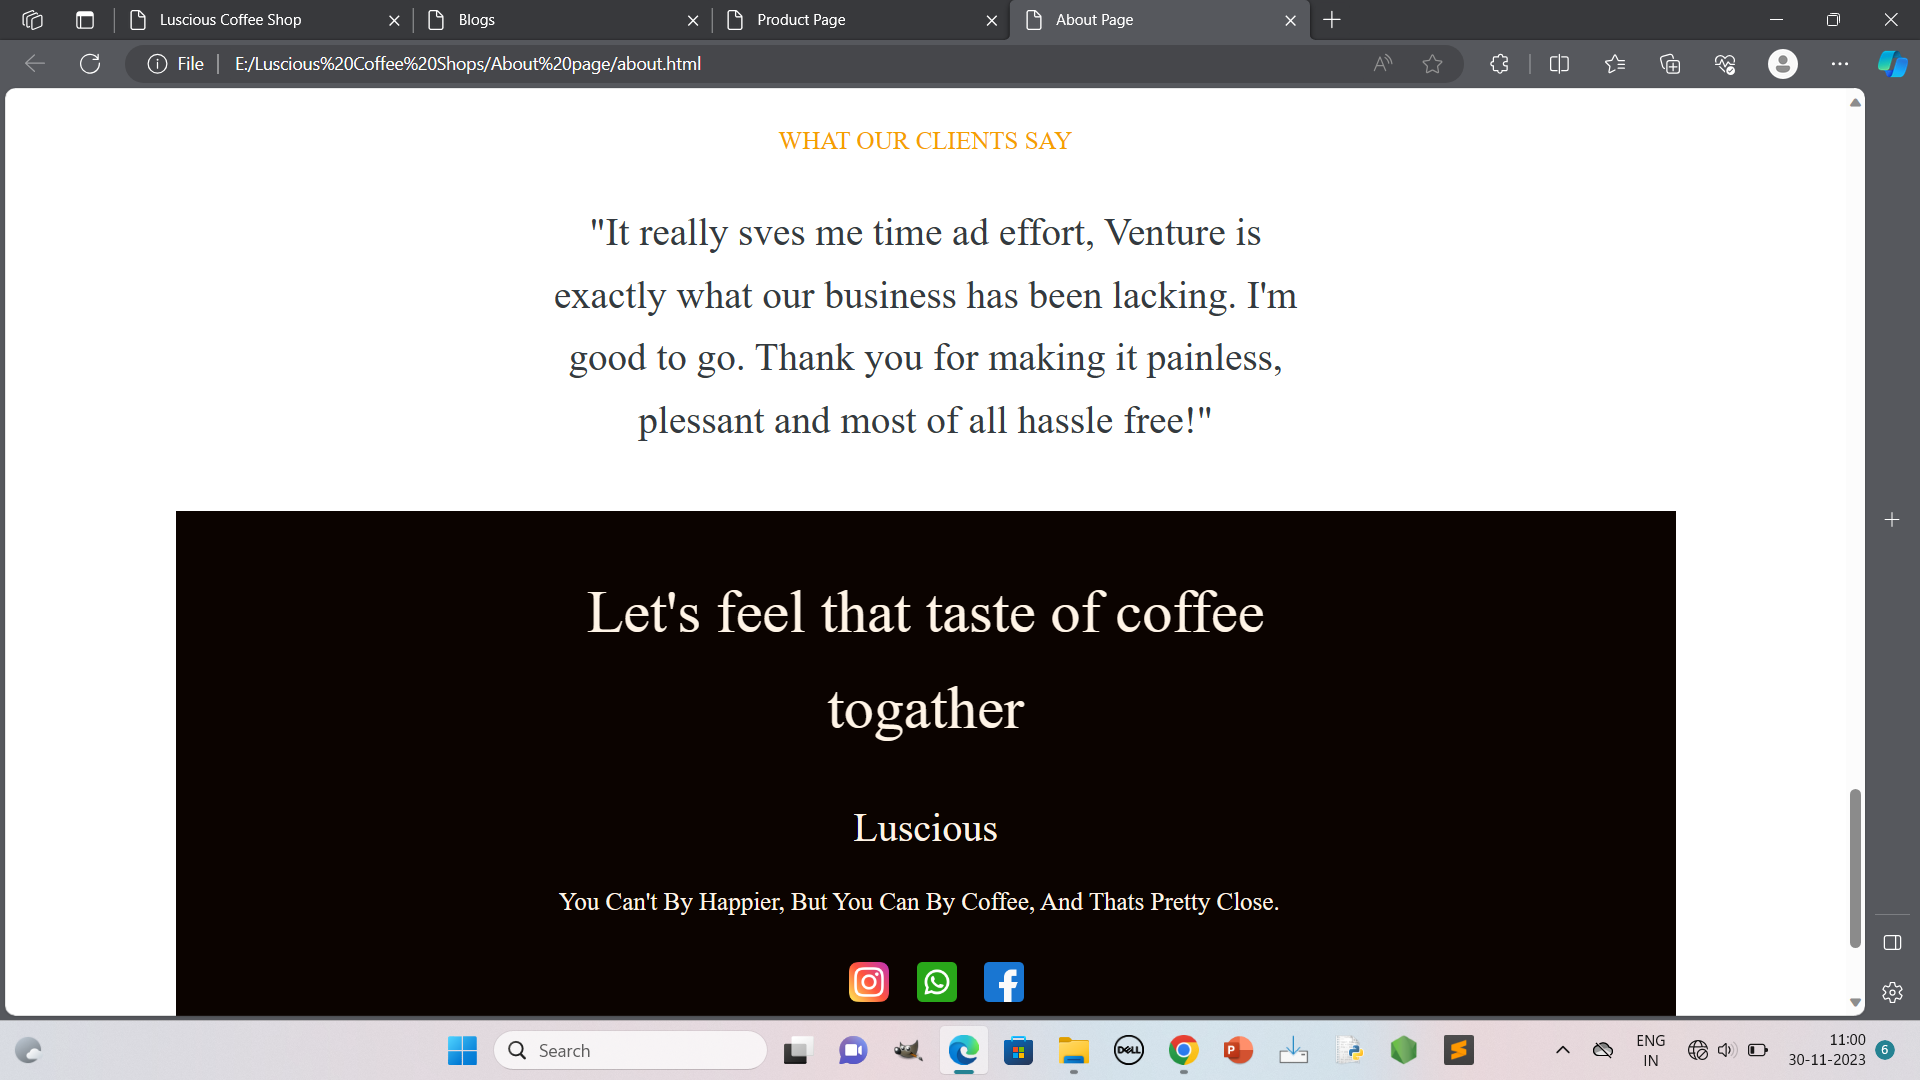 Luscious Coffee Shop
Blogs
Product Page
About Page
File
E:/Luscious%20Coffee%20Shops/About%20page/about.html
WHAT OUR CLIENTS SAY
"It really sves me time ad effort, Venture is
exactly what our business has been lacking. I'm
good to go. Thank you for making it painless,
plessant and most of all hassle free!"
Let's feel that taste of coffee
togather
Luscious
You Can't By Happier, But You Can By Coffee, And Thats Pretty Close.
Search
DELL
P
ENG
IN
11:00
30-11-2023
6